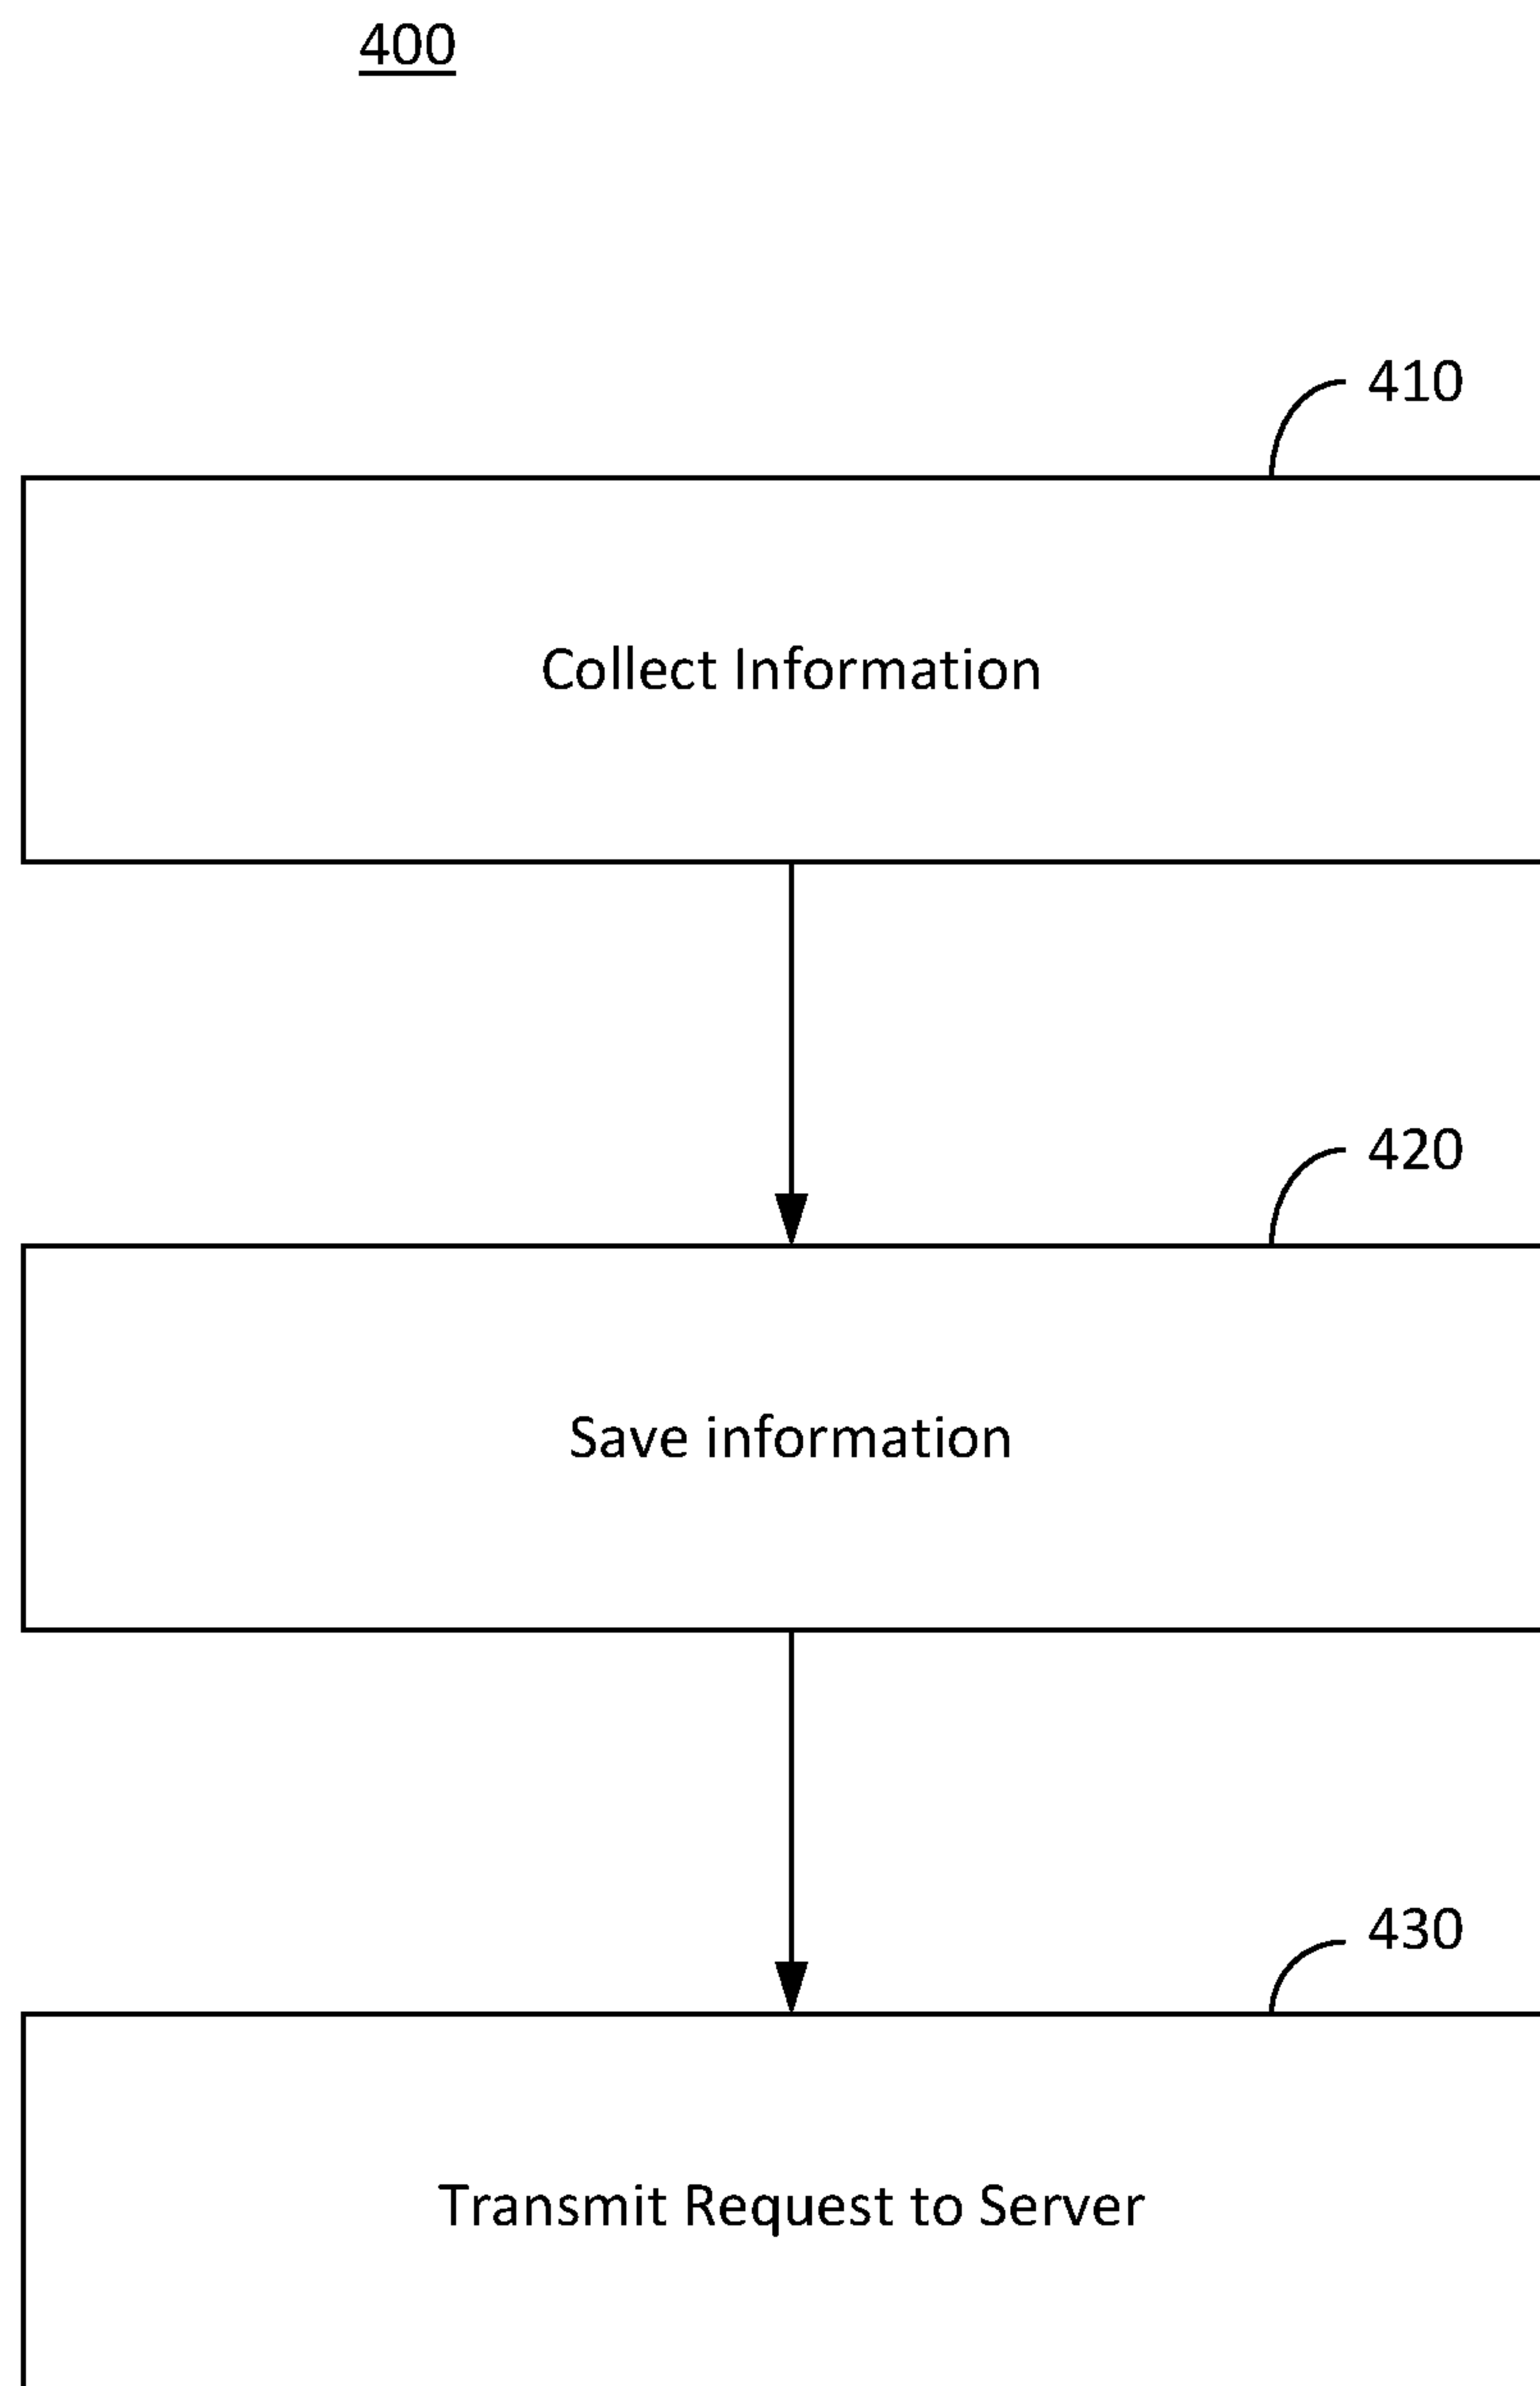 400
410
Collect Information
420
Save information
430
Transmit Request to Server